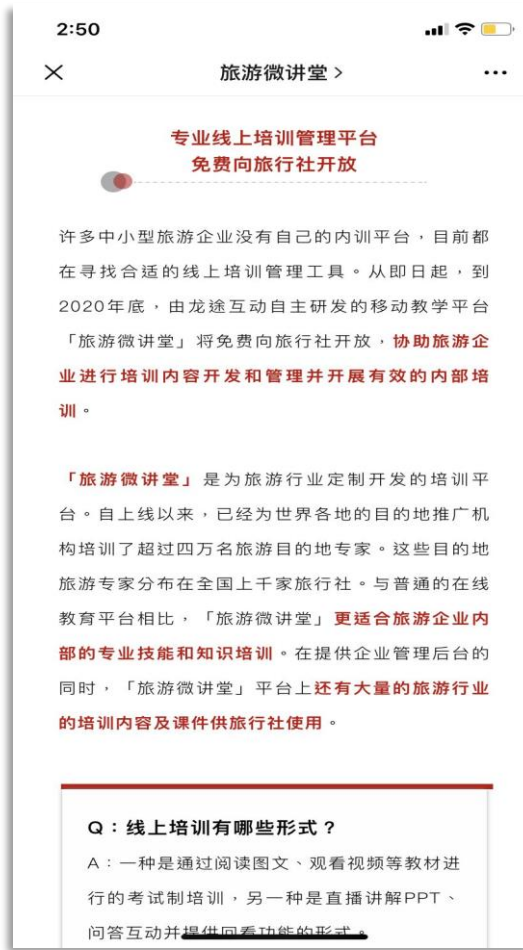 2:50
旅游微讲堂 >
专业线上培训管理平台
免费向旅行社开放
许多中小型旅游企业没有自己的内训平台，目前都
在寻找合适的线上培训管理工具。从即日起，到
2020年底，由龙途互动自主研发的移动教学平台
「旅游微讲堂」将免费向旅行社开放，协助旅游企
业进行培训内容开发和管理并开展有效的内部培
训。
「旅游微讲堂」是为旅游行业定制开发的培训平
台。自上线以来，已经为世界各地的目的地推广机
构培训了超过四万名旅游目的地专家。这些目的地
旅游专家分布在全国上千家旅行社。与普通的在线
教育平台相比，「旅游微讲堂」更适合旅游企业内
部的专业技能和知识培训。在提供企业管理后台的
同时，「旅游微讲堂」平台上还有大量的旅游行业
的培训内容及课件供旅行社使用。
Q：线上培训有哪些形式？
A：一种是通过阅读图文、观看视频等教材进
行的考试制培训，另一种是直播讲解PPT、
问答互动并提供回看功能的形式。